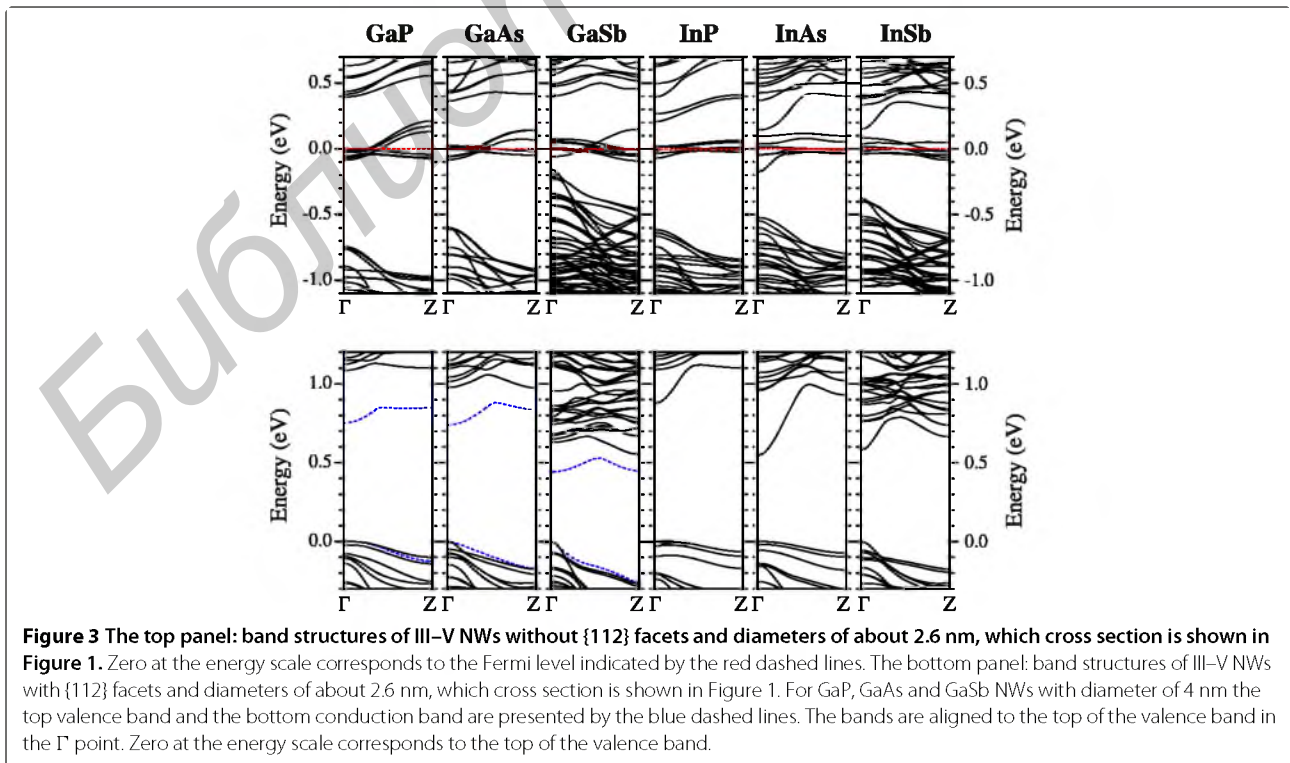 GaP GaAs GaSb InP InAs InSb
0.5 0.5
0.0 0.0
-0.5 -0.5
-1.0 -1.0
Energy (eV) Energy (eV)
Γ Z Γ Z Γ Z Γ Z Γ Z Γ Z
1.0 1.0
0.5 0.5
0.0 0.0
Energy (eV) Energy (eV)
Γ Z Γ Z Γ Z Γ Z Γ Z Γ Z
Figure 3 The top panel: band structures of III–V NWs without {112} facets and diameters of about 2.6 nm, which cross section is shown in
Figure 1. Zero at the energy scale corresponds to the Fermi level indicated by the red dashed lines. The bottom panel: band structures of III–V NWs
with {112} facets and diameters of about 2.6 nm, which cross section is shown in Figure 1. For GaP, GaAs and GaSb NWs with diameter of 4 nm the
top valence band and the bottom conduction band are presented by the blue dashed lines. The bands are aligned to the top of the valence band in
the Γ point. Zero at the energy scale corresponds to the top of the valence band.